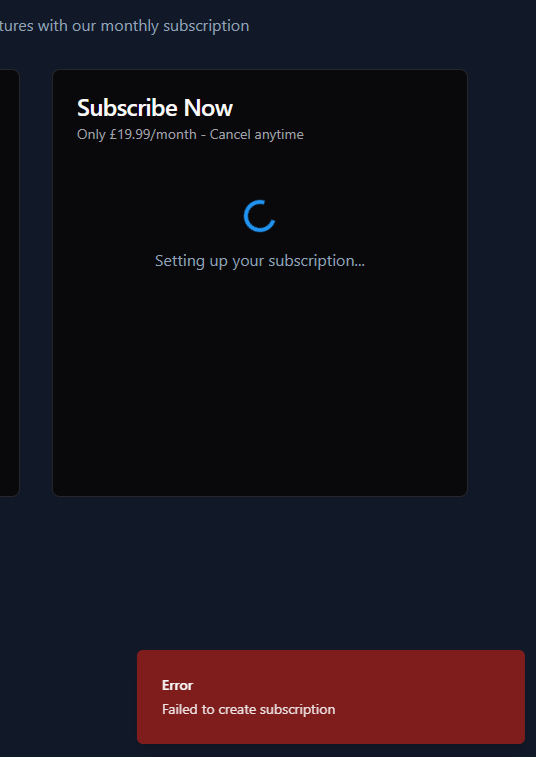 tures with our monthly subscription
Subscribe Now
Only £19.99/month - Cancel anytime
Setting up your subscription...
Error
Failed to create subscription